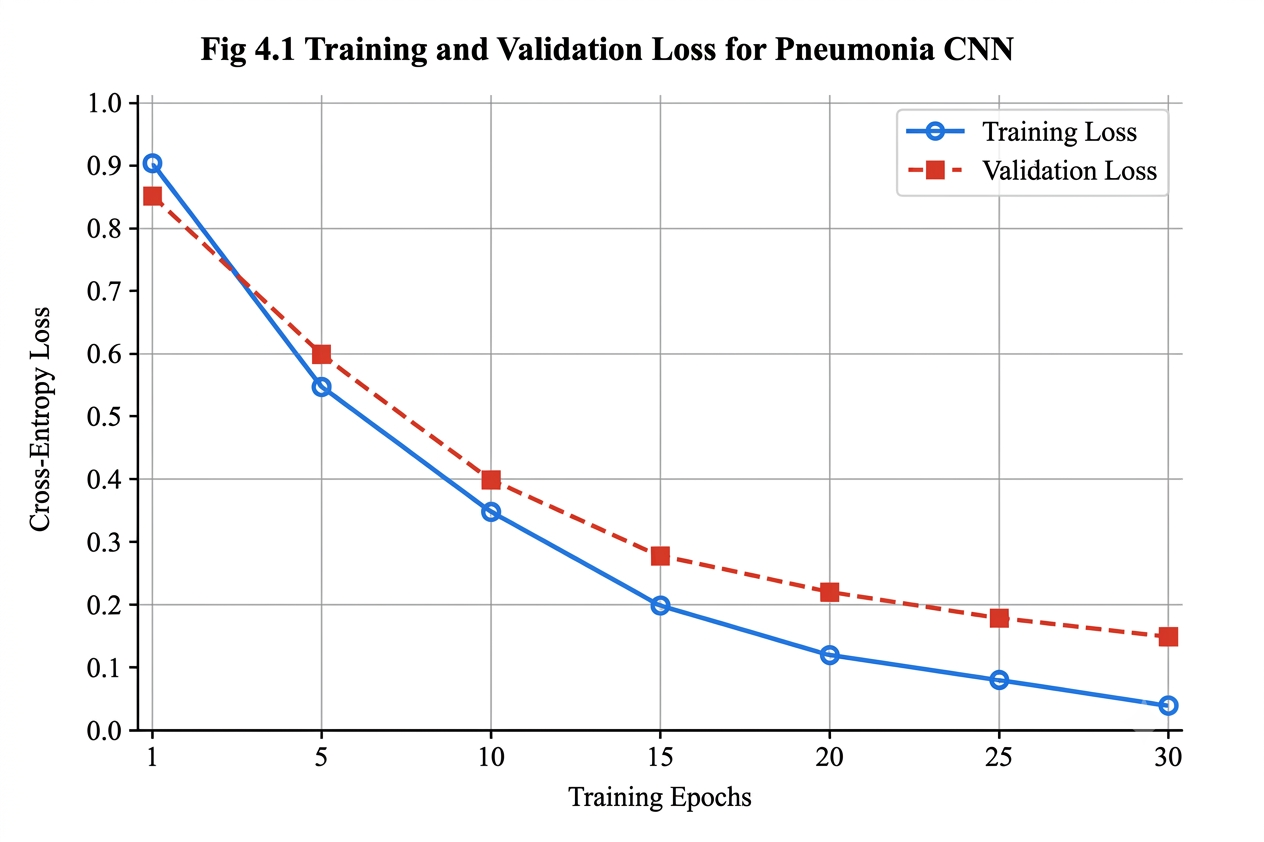 Fig 4.1 Training and Validation Loss for Pneumonia CNN
Training Loss
Validation Loss
Cross-Entropy Loss
1.0
0.9
0.8
0.7
0.6
0.5
0.4
0.3
0.2
0.1
0.0
1 5 10 15 20 25 30
Training Epochs